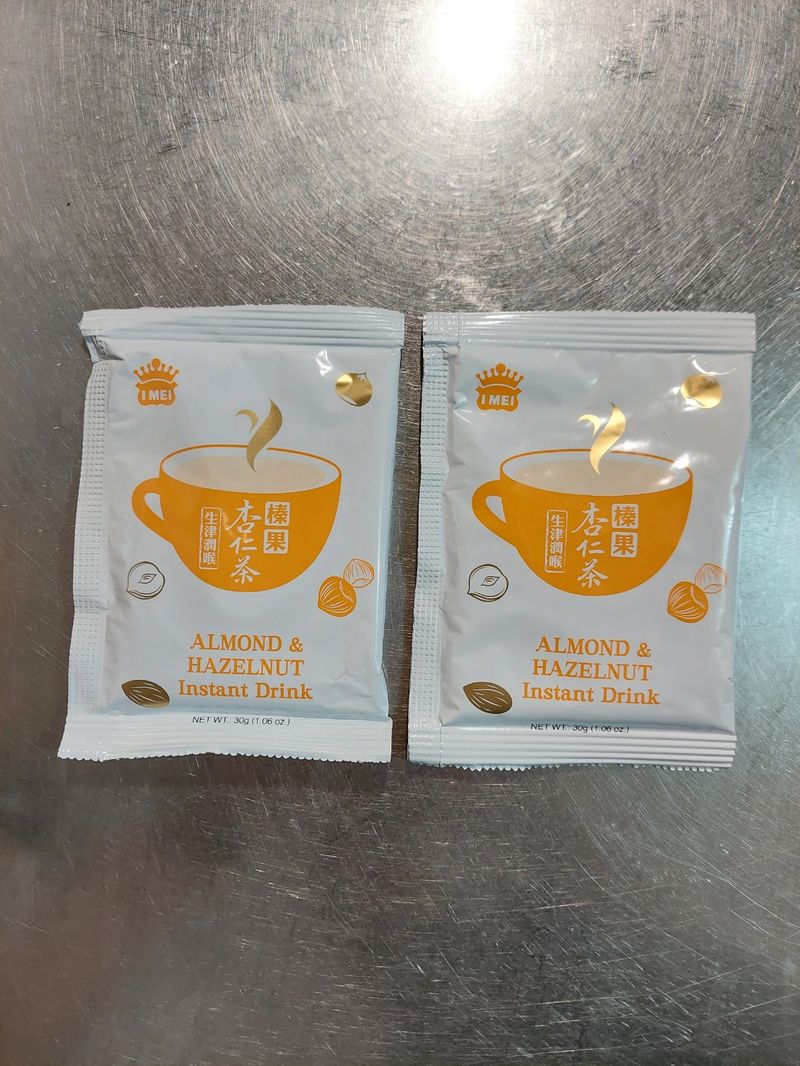 I MEI
榛果
杏仁茶
生津潤喉
ALMOND &
HAZELNUT
Instant Drink
NET WT.: 30g (1.06 oz.)
I MEI
榛果
杏仁茶
生津潤喉
ALMOND &
HAZELNUT
Instant Drink
NET WT.: 30g (1.06 oz.)